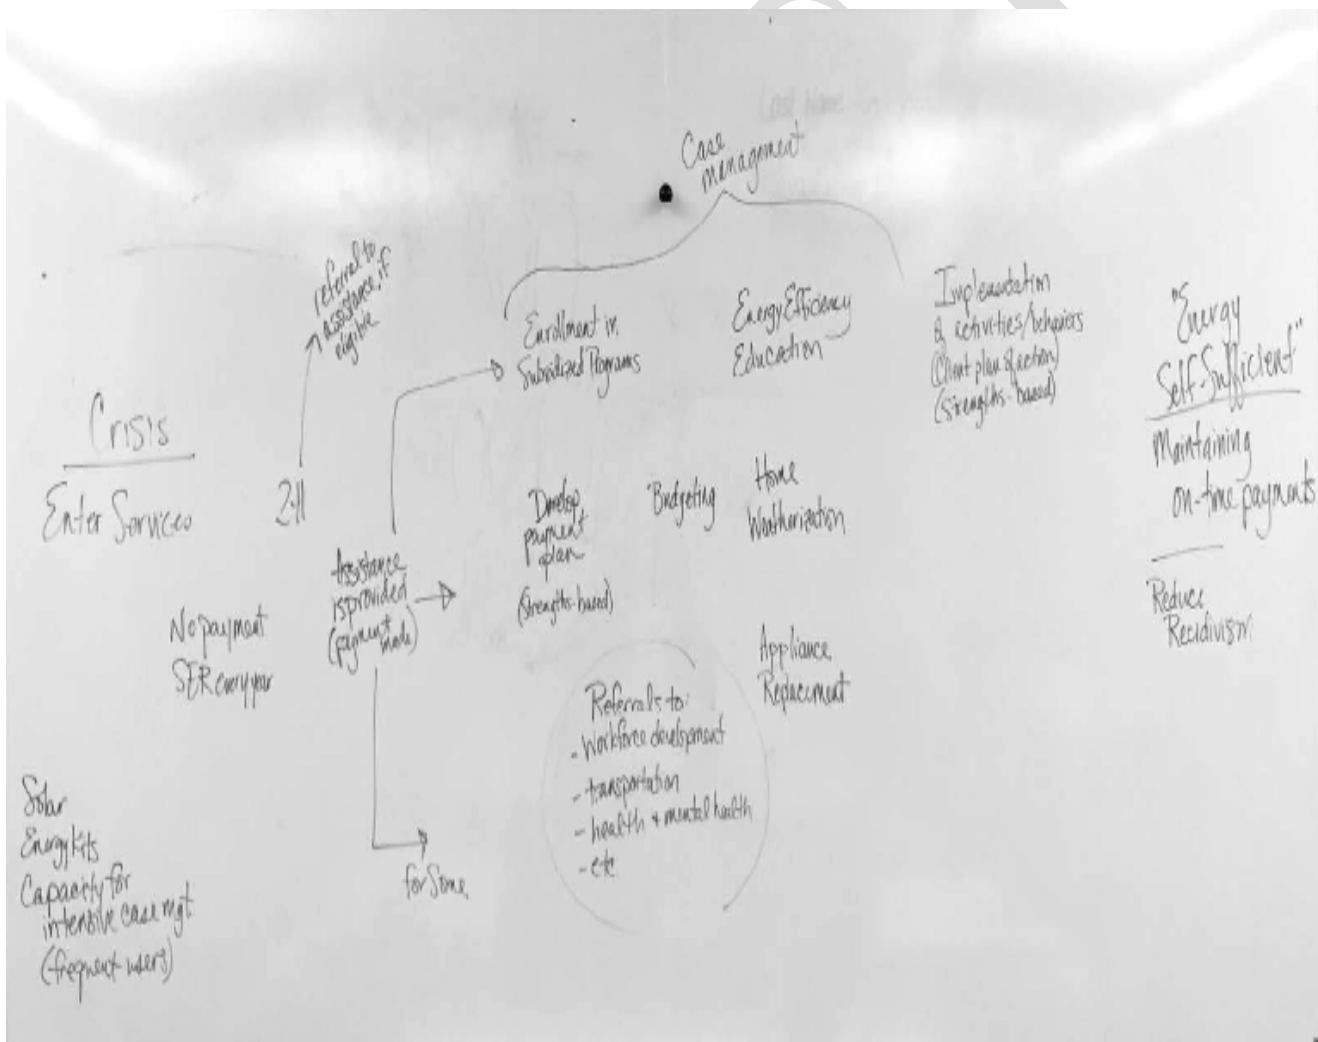 Case
management
referral to
assistance, if
eligible
Enrollment in
Subsidized Programs
Energy Efficiency
Education
Implementation
& activities/behaviors
(Client plan of action)
(strengths-based)
"Energy
Self-Sufficient"
Maintaining
on-time payments
Reduce
Recidivism
Crisis
Enter Services
211
No payment
SER every year
Assistance
is provided
(payment
made)
Develop
payment
plan
(strengths-based)
Budgeting
Home
Weatherization
Appliance
Replacement
Referrals to:
- Workforce development
- transportation
- health + mental health
- etc
for Some
Solar
Energy Kits
Capacity for
intensive case mgt
(frequent users)